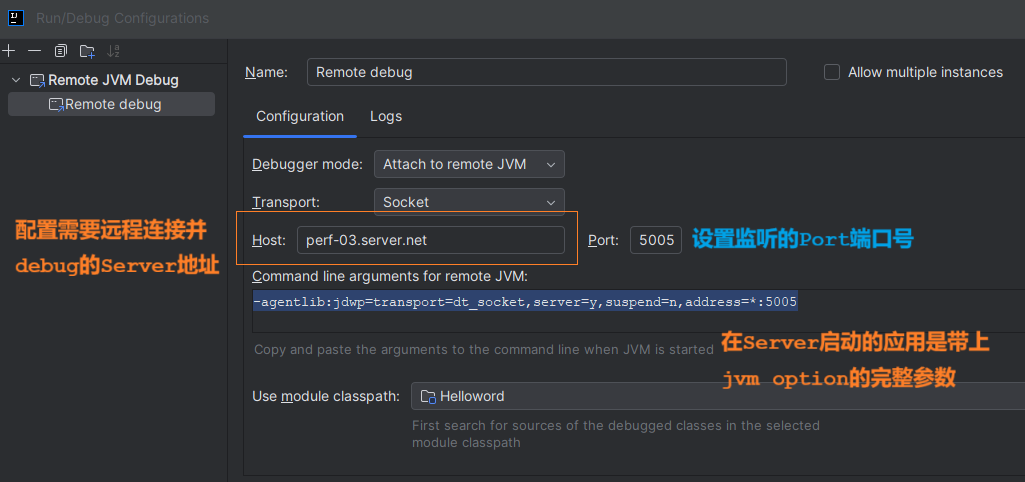 Run/Debug Configurations
Remote JVM Debug
Remote debug
Name:
Remote debug
Allow multiple instances
Configuration
Logs
Debugger mode:
Attach to remote JVM
Transport:
Socket
Host:
perf-03.server.net
Port:
5005
设置监听的Port端口号
配置需要远程连接并
debug的Server地址
Command line arguments for remote JVM:
-agentlib:jdwp=transport=dt_socket,server=y,suspend=n,address=*:5005
Copy and paste the arguments to the command line when JVM is started
在Server启动的应用是带上
jvm option的完整参数
Use module classpath:
Helloword
First search for sources of the debugged classes in the selected
module classpath